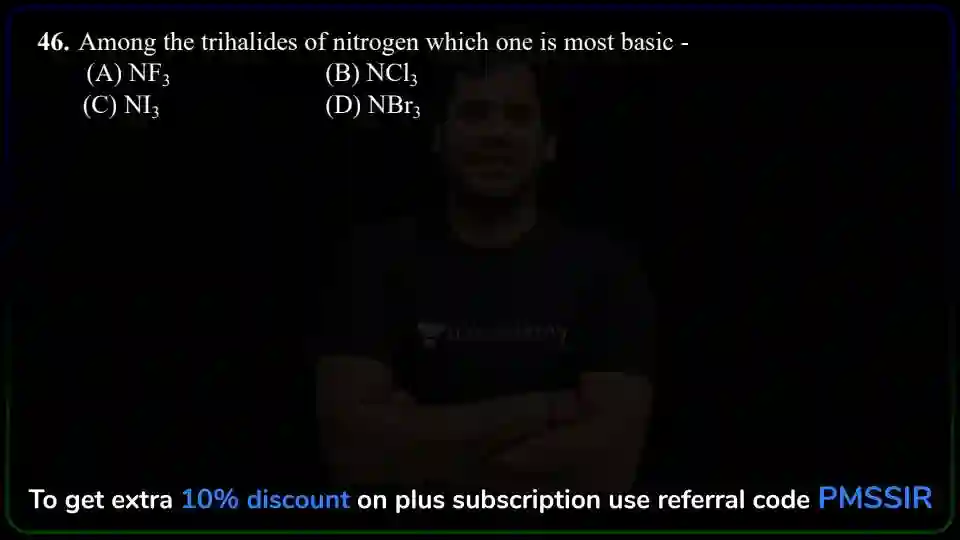 46. Among the trihalides of nitrogen which one is most basic -
(A) NF₃ (B) NCl₃
(C) NI₃ (D) NBr₃
To get extra 10% discount on plus subscription use referral code PMSSIR